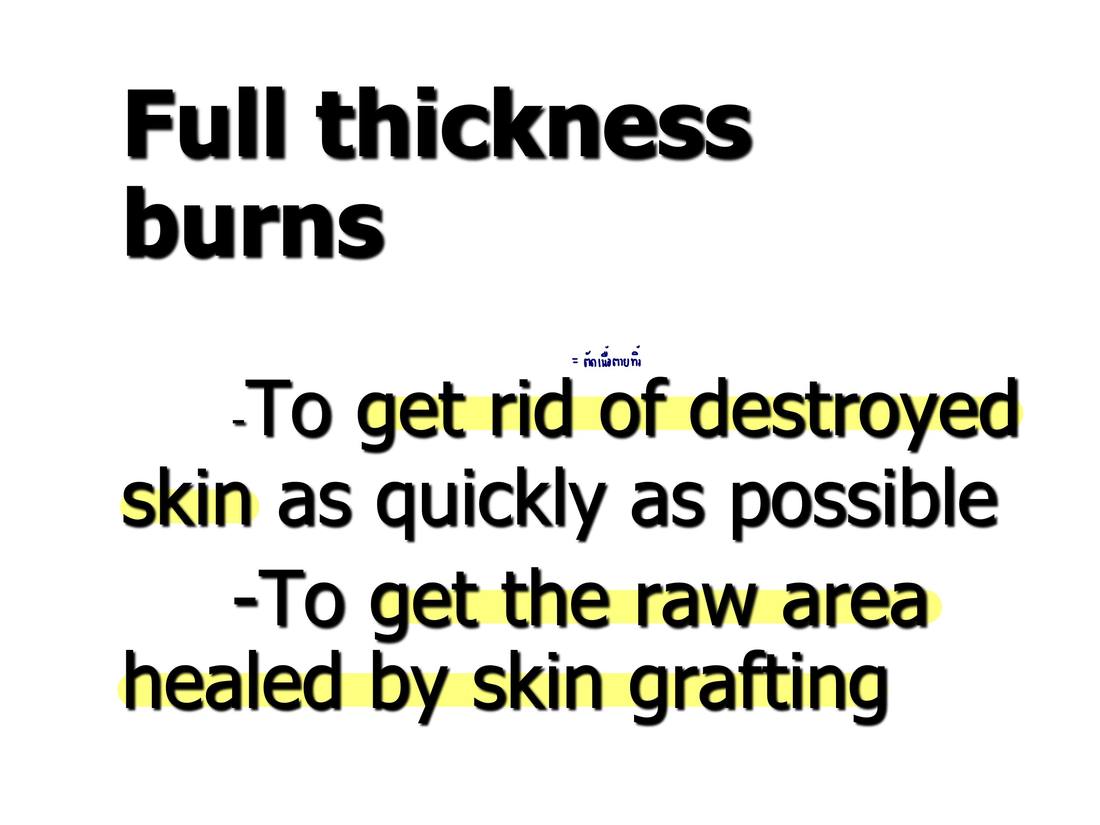 Full thickness
burns
= ตัดเนื้อตายทิ้ง
-To get rid of destroyed
skin as quickly as possible
-To get the raw area
healed by skin grafting